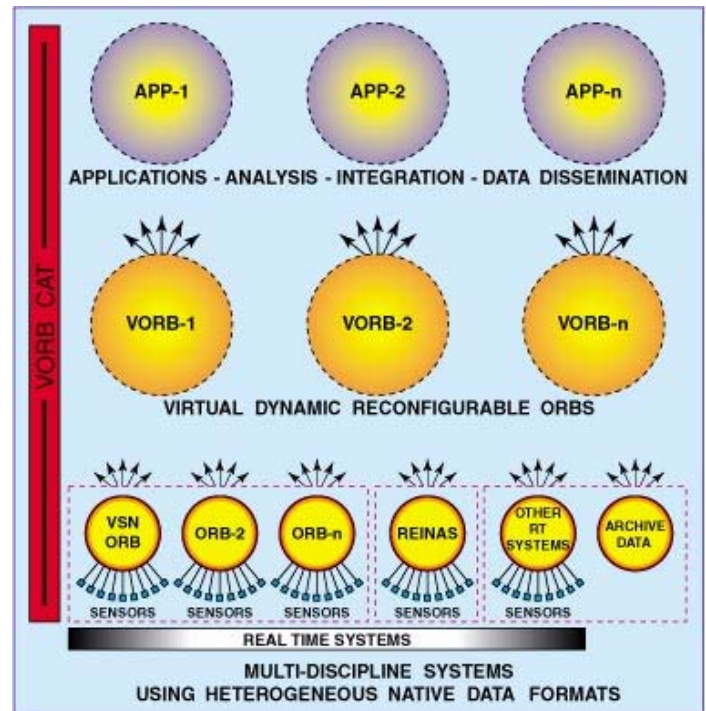 VORB CAT
APP-1
APP-2
APP-n
APPLICATIONS - ANALYSIS - INTEGRATION - DATA DISSEMINATION
VORB-1
VORB-2
VORB-n
VIRTUAL DYNAMIC RECONFIGURABLE ORBS
VSN
ORB
ORB-2
ORB-n
REINAS
OTHER
RT
SYSTEMS
ARCHIVE
DATA
SENSORS
SENSORS
SENSORS
SENSORS
REAL TIME SYSTEMS
MULTI-DISCIPLINE SYSTEMS
USING HETEROGENEOUS NATIVE DATA FORMATS